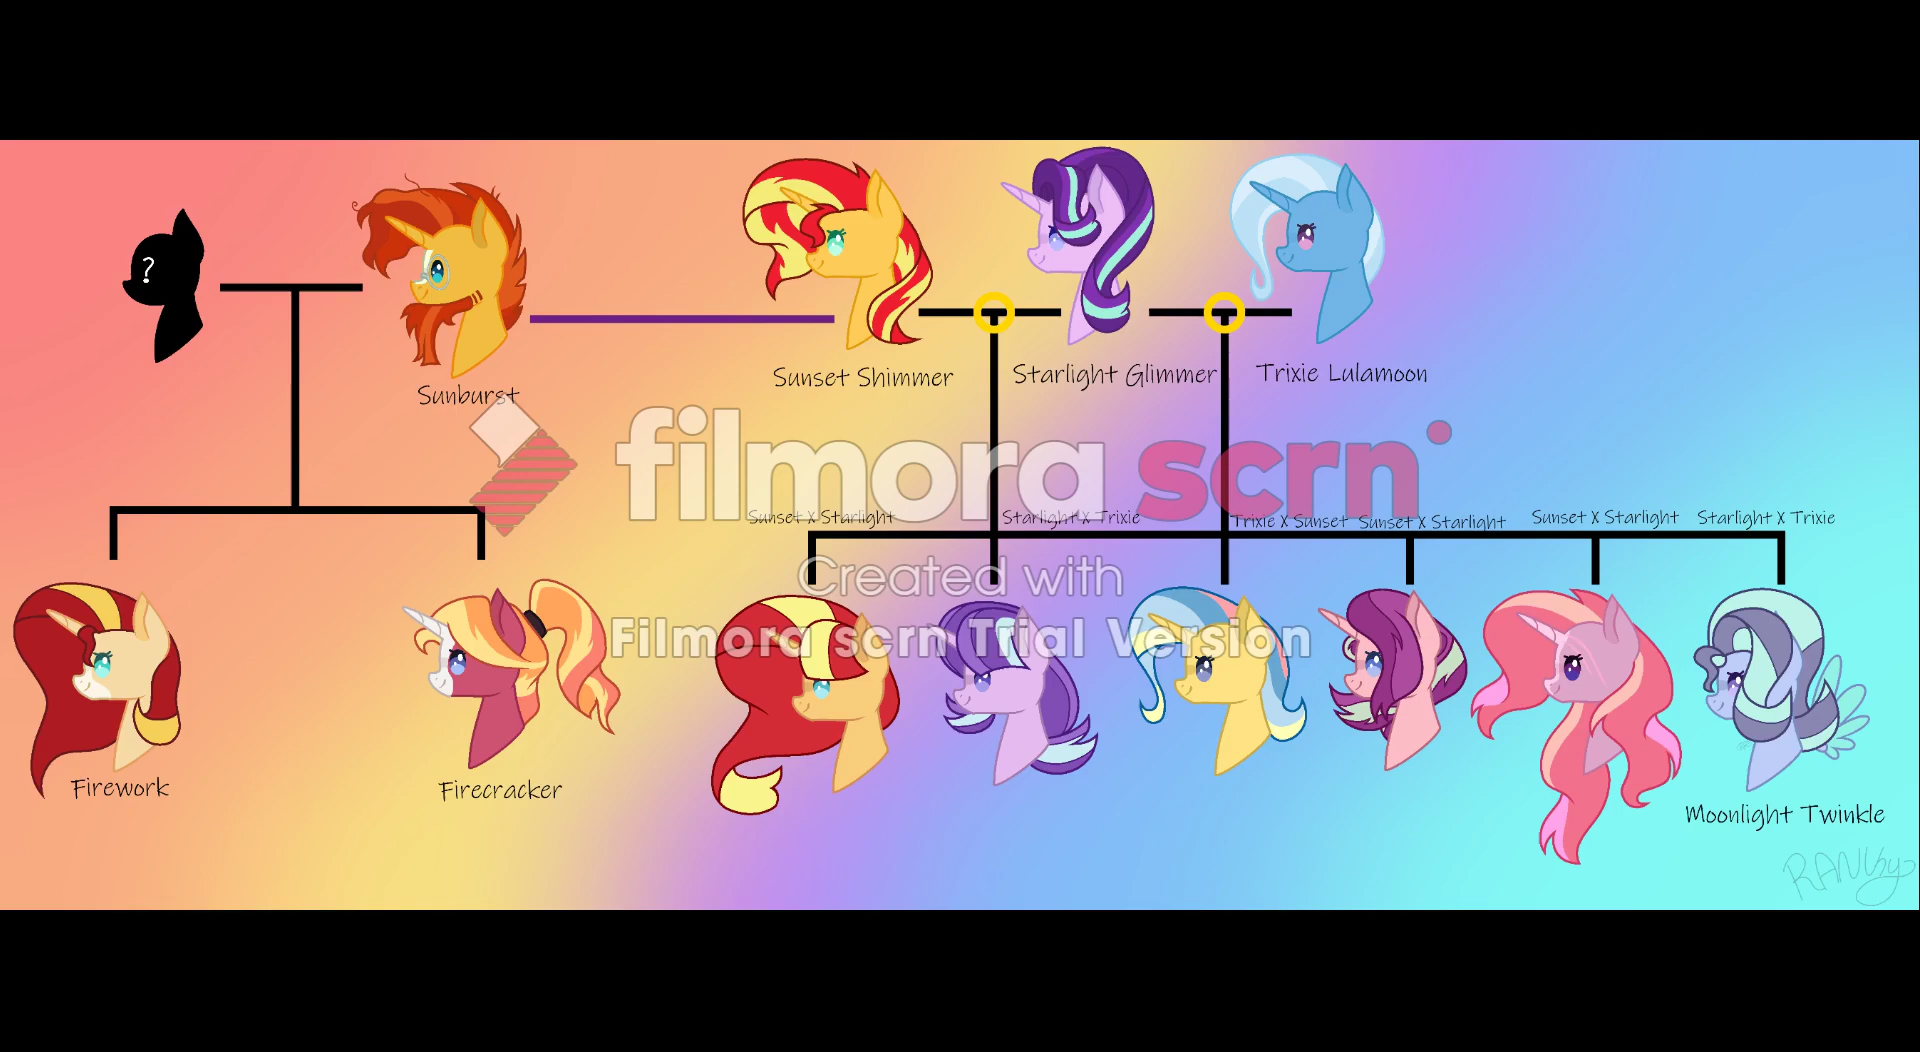 ?
Sunburst
Sunset Shimmer
Starlight Glimmer
Trixie Lulamoon
filmora scrn
Sunset X Starlight
Starlight X Trixie
Trixie X Sunset
Sunset X Starlight
Sunset X Starlight
Starlight X Trixie
Created with
Filmora scrn Trial Version
Firework
Firecracker
Moonlight Twinkle